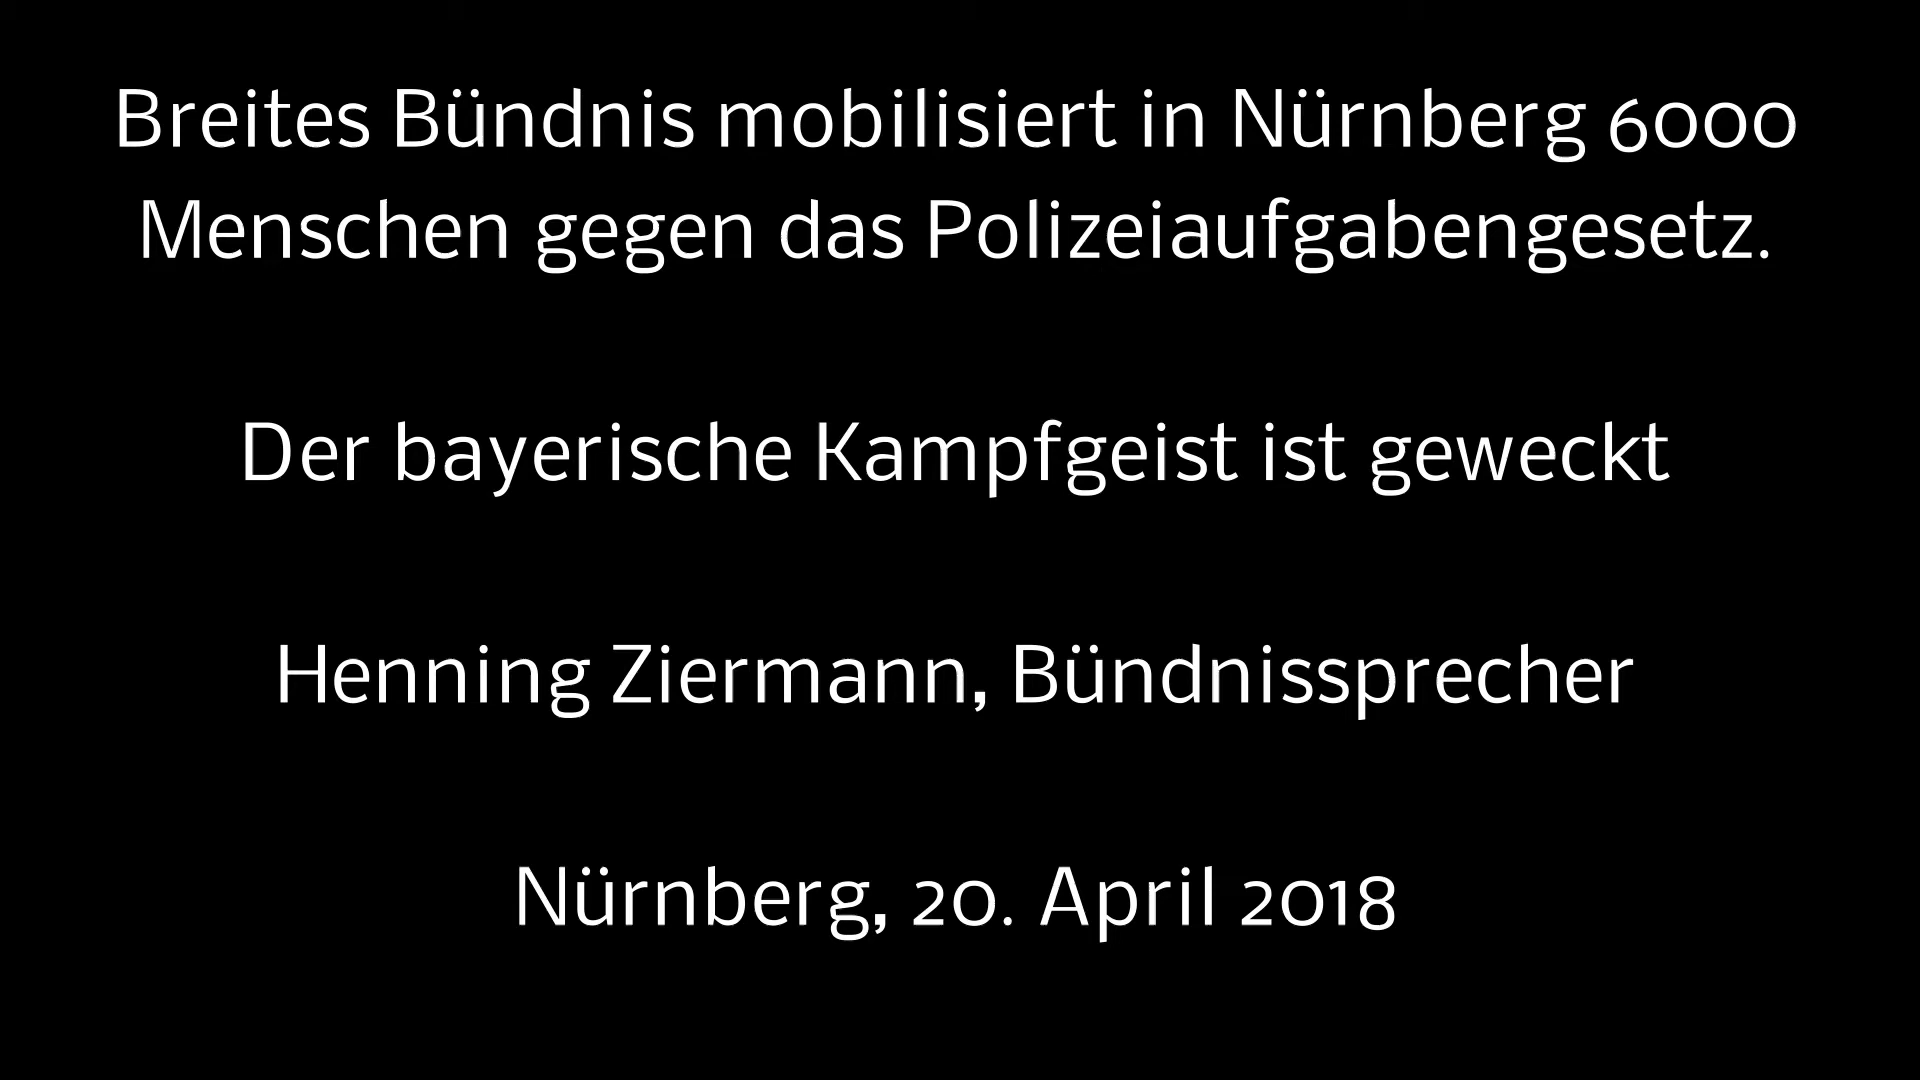 Breites Bündnis mobilisiert in Nürnberg 6000
Menschen gegen das Polizeiaufgabengesetz.
Der bayerische Kampfgeist ist geweckt
Henning Ziermann, Bündnissprecher
Nürnberg, 20. April 2018